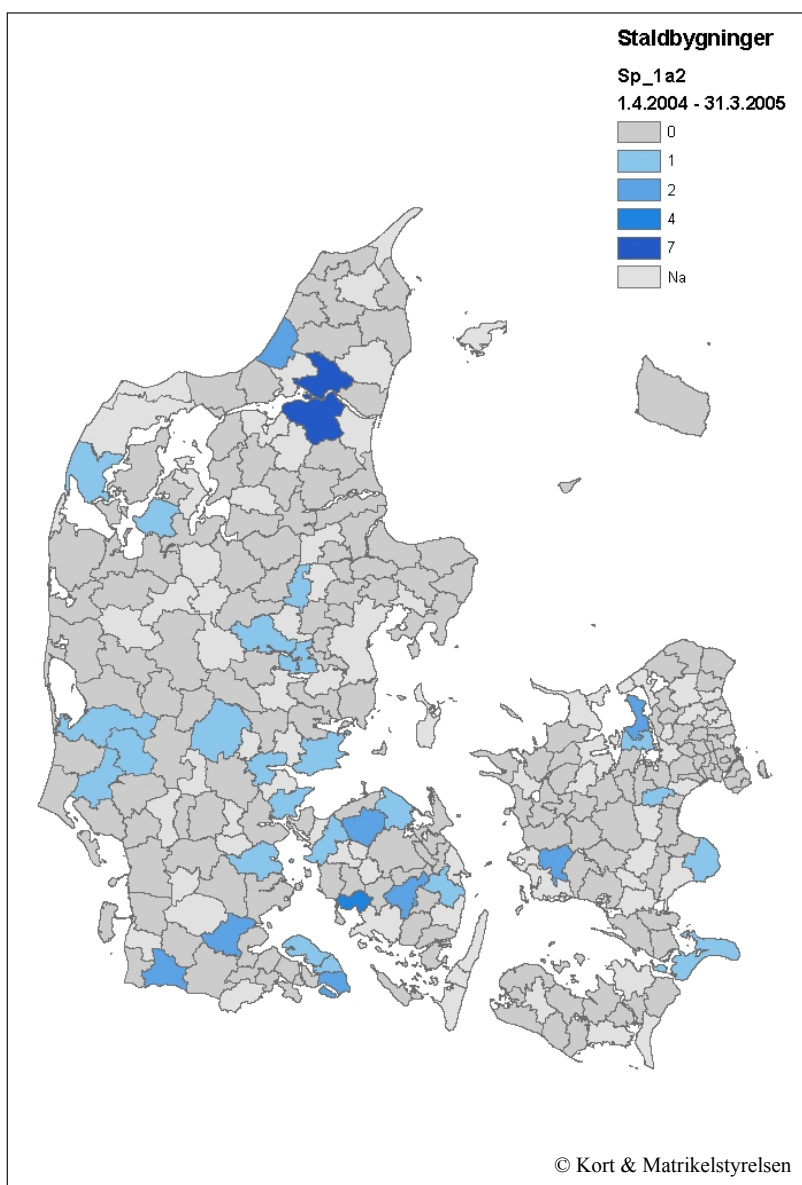 Staldbygninger
Sp_1a2
1.4.2004 - 31.3.2005
0
1
2
4
7
Na
© Kort & Matrikelstyrelsen